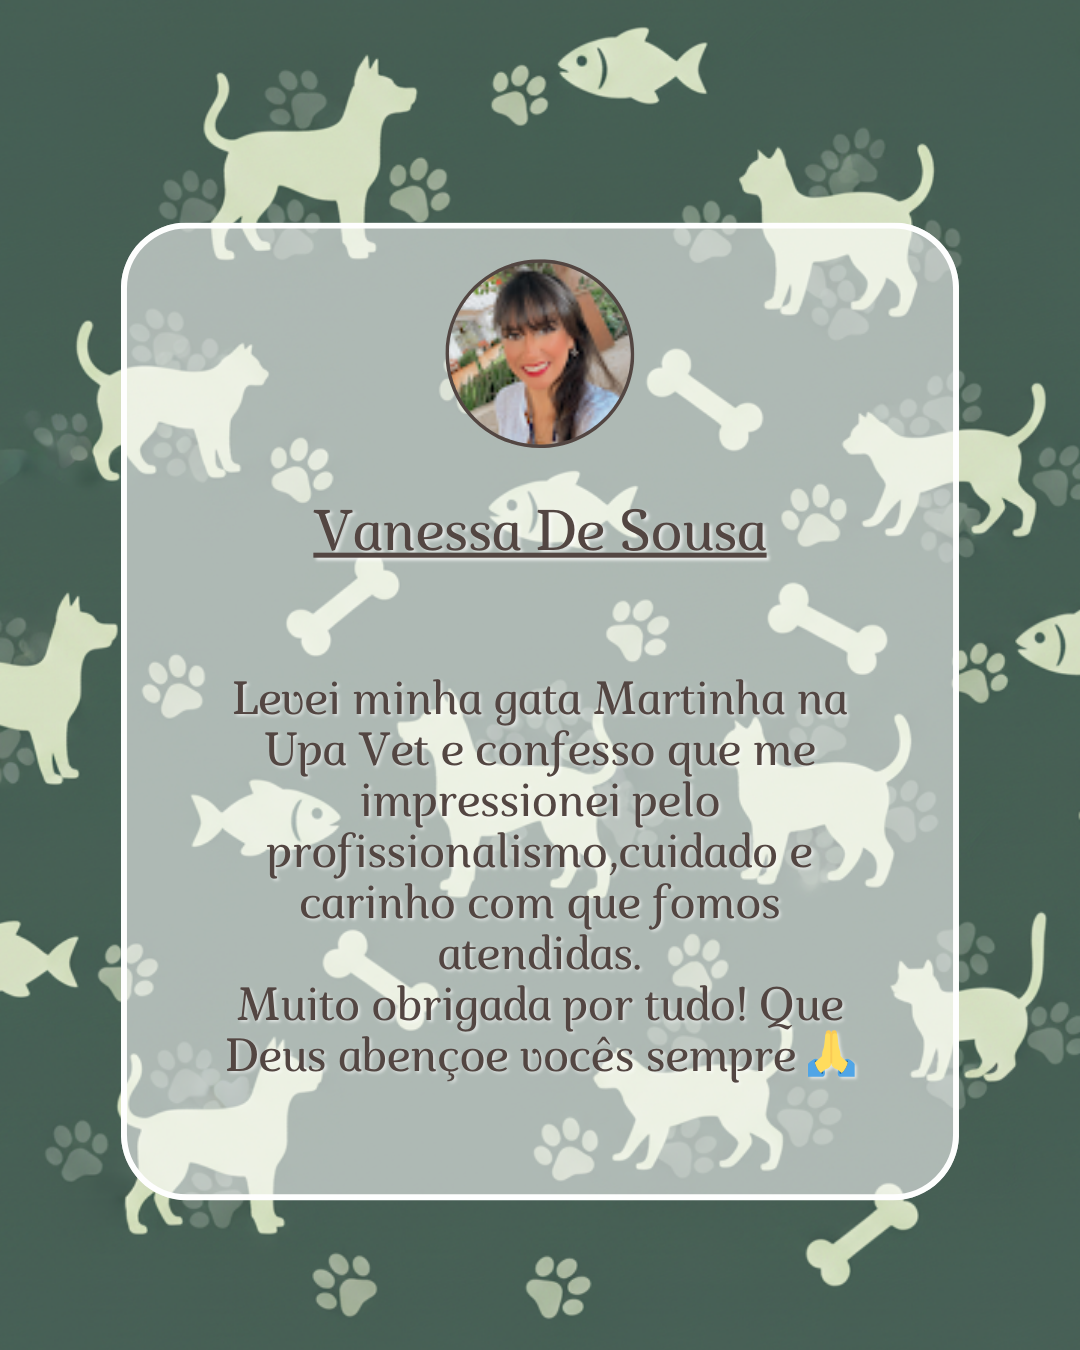 Vanessa De Sousa
Levei minha gata Martinha na
Upa Vet e confesso que me
impressionei pelo
profissionalismo,cuidado e
carinho com que fomos
atendidas.
Muito obrigada por tudo! Que
Deus abençoe vocês sempre 🙏